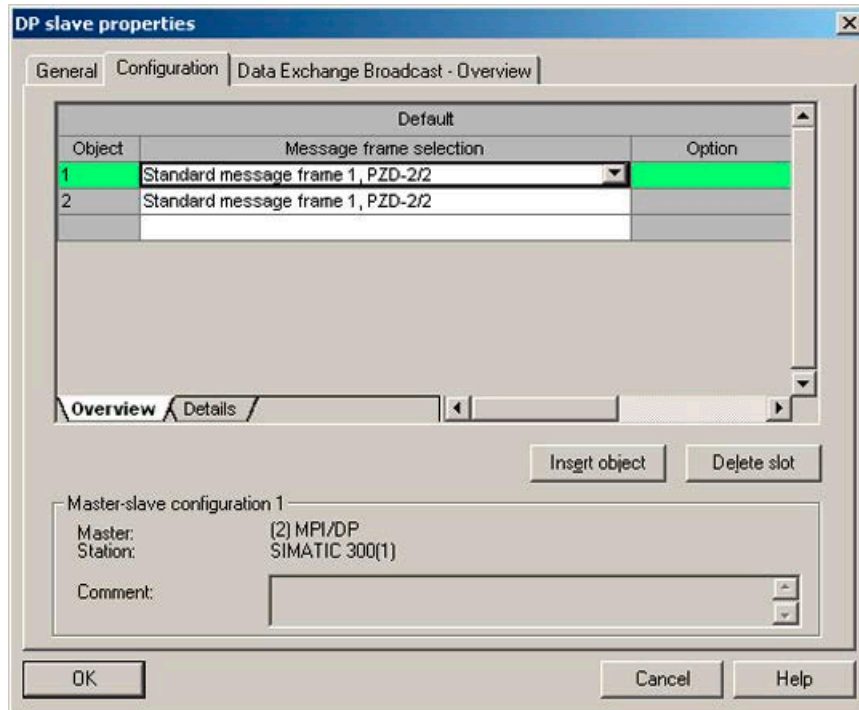 DP slave properties
General Configuration Data Exchange Broadcast - Overview
Default
Object Message frame selection Option
1 Standard message frame 1, PZD-2/2
2 Standard message frame 1, PZD-2/2
Overview Details
Insert object Delete slot
Master-slave configuration 1
Master: (2) MPI/DP
Station: SIMATIC 300(1)
Comment:
OK Cancel Help